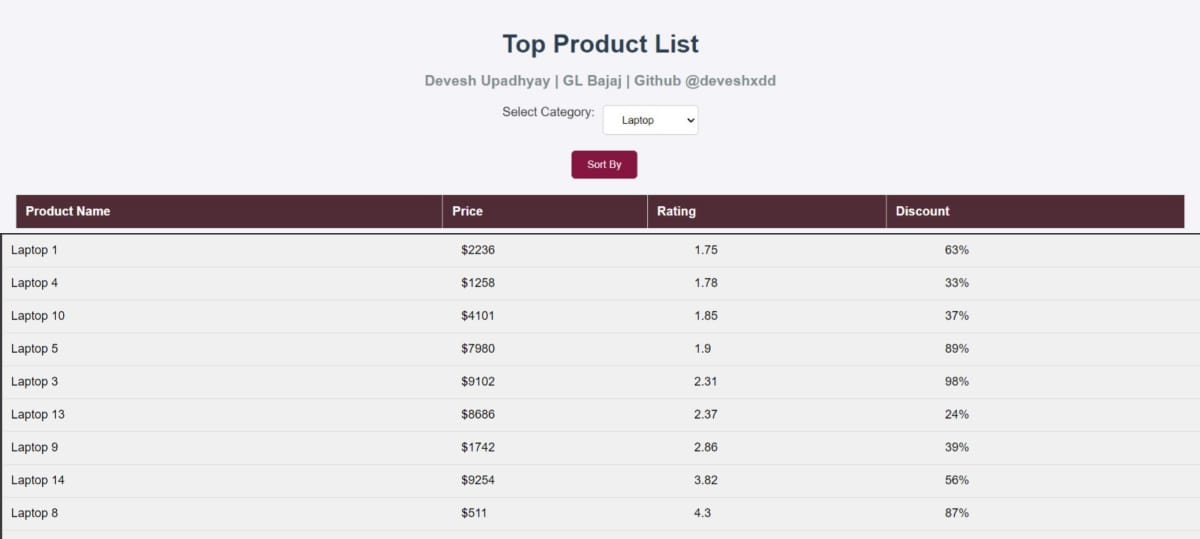 Top Product List
Devesh Upadhyay | GL Bajaj | Github @deveshxdd
Select Category: Laptop
Sort By
Product Name Price Rating Discount
Laptop 1 $2236 1.75 63%
Laptop 4 $1258 1.78 33%
Laptop 10 $4101 1.85 37%
Laptop 5 $7980 1.9 89%
Laptop 3 $9102 2.31 98%
Laptop 13 $8686 2.37 24%
Laptop 9 $1742 2.86 39%
Laptop 14 $9254 3.82 56%
Laptop 8 $511 4.3 87%